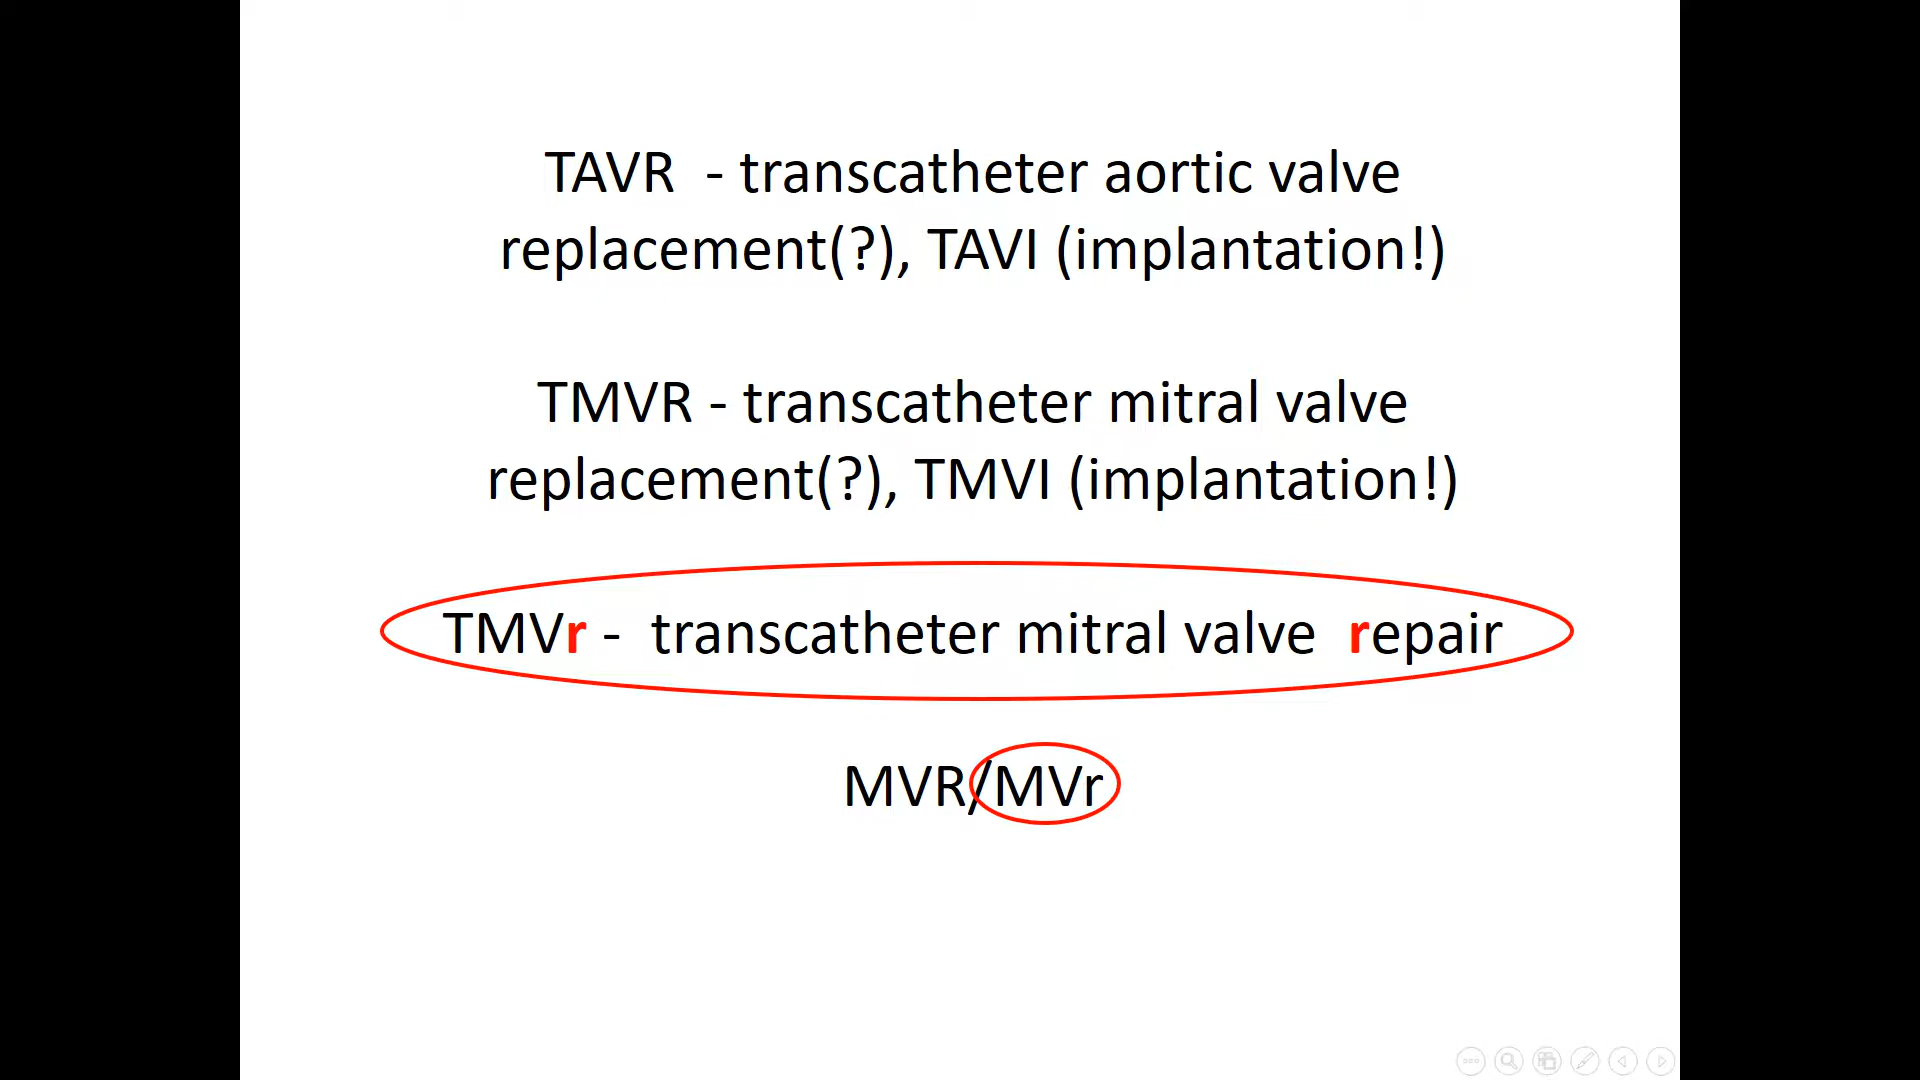 TAVR  - transcatheter aortic valve
replacement(?), TAVI (implantation!)
TMVR - transcatheter mitral valve
replacement(?), TMVI (implantation!)
TMVr -  transcatheter mitral valve  repair
MVR/MVr